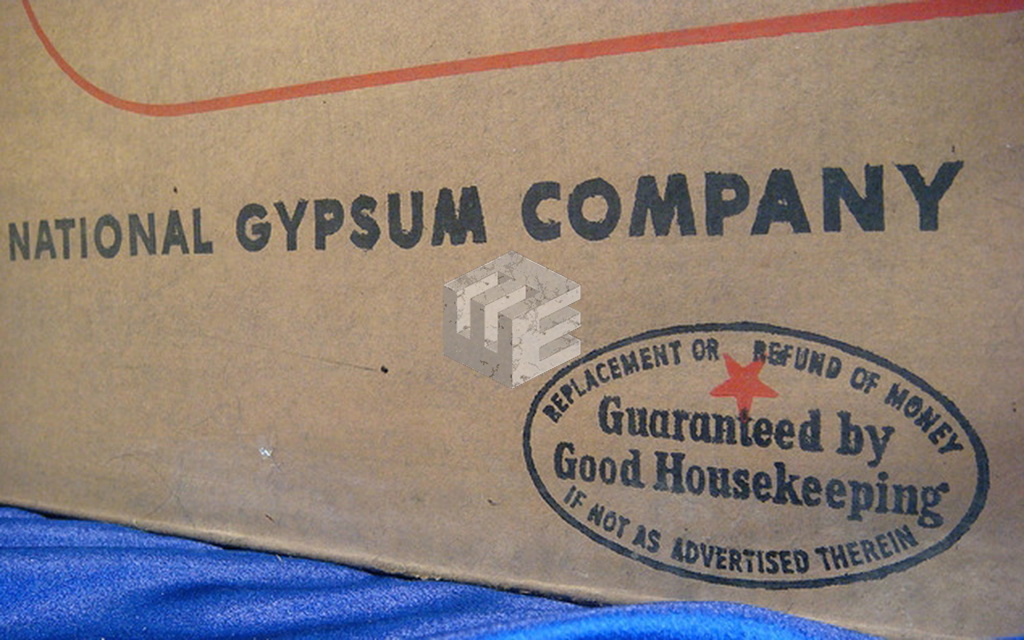 NATIONAL GYPSUM COMPANY
REPLACEMENT OR REFUND OF MONEY
Guaranteed by
Good Housekeeping
IF NOT AS ADVERTISED THEREIN